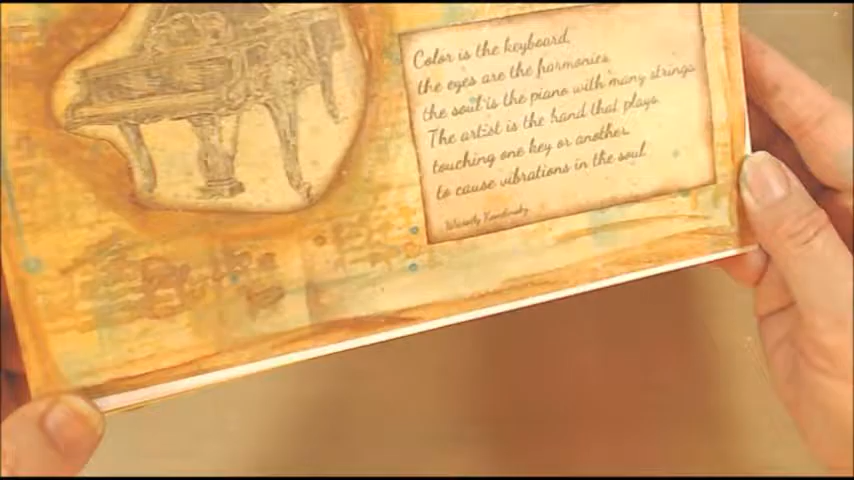 Color is the keyboard,
the eyes are the harmonies
the soul is the piano with many strings.
The artist is the hand that plays,
touching one key or another,
to cause vibrations in the soul.
Wassily Kandinsky